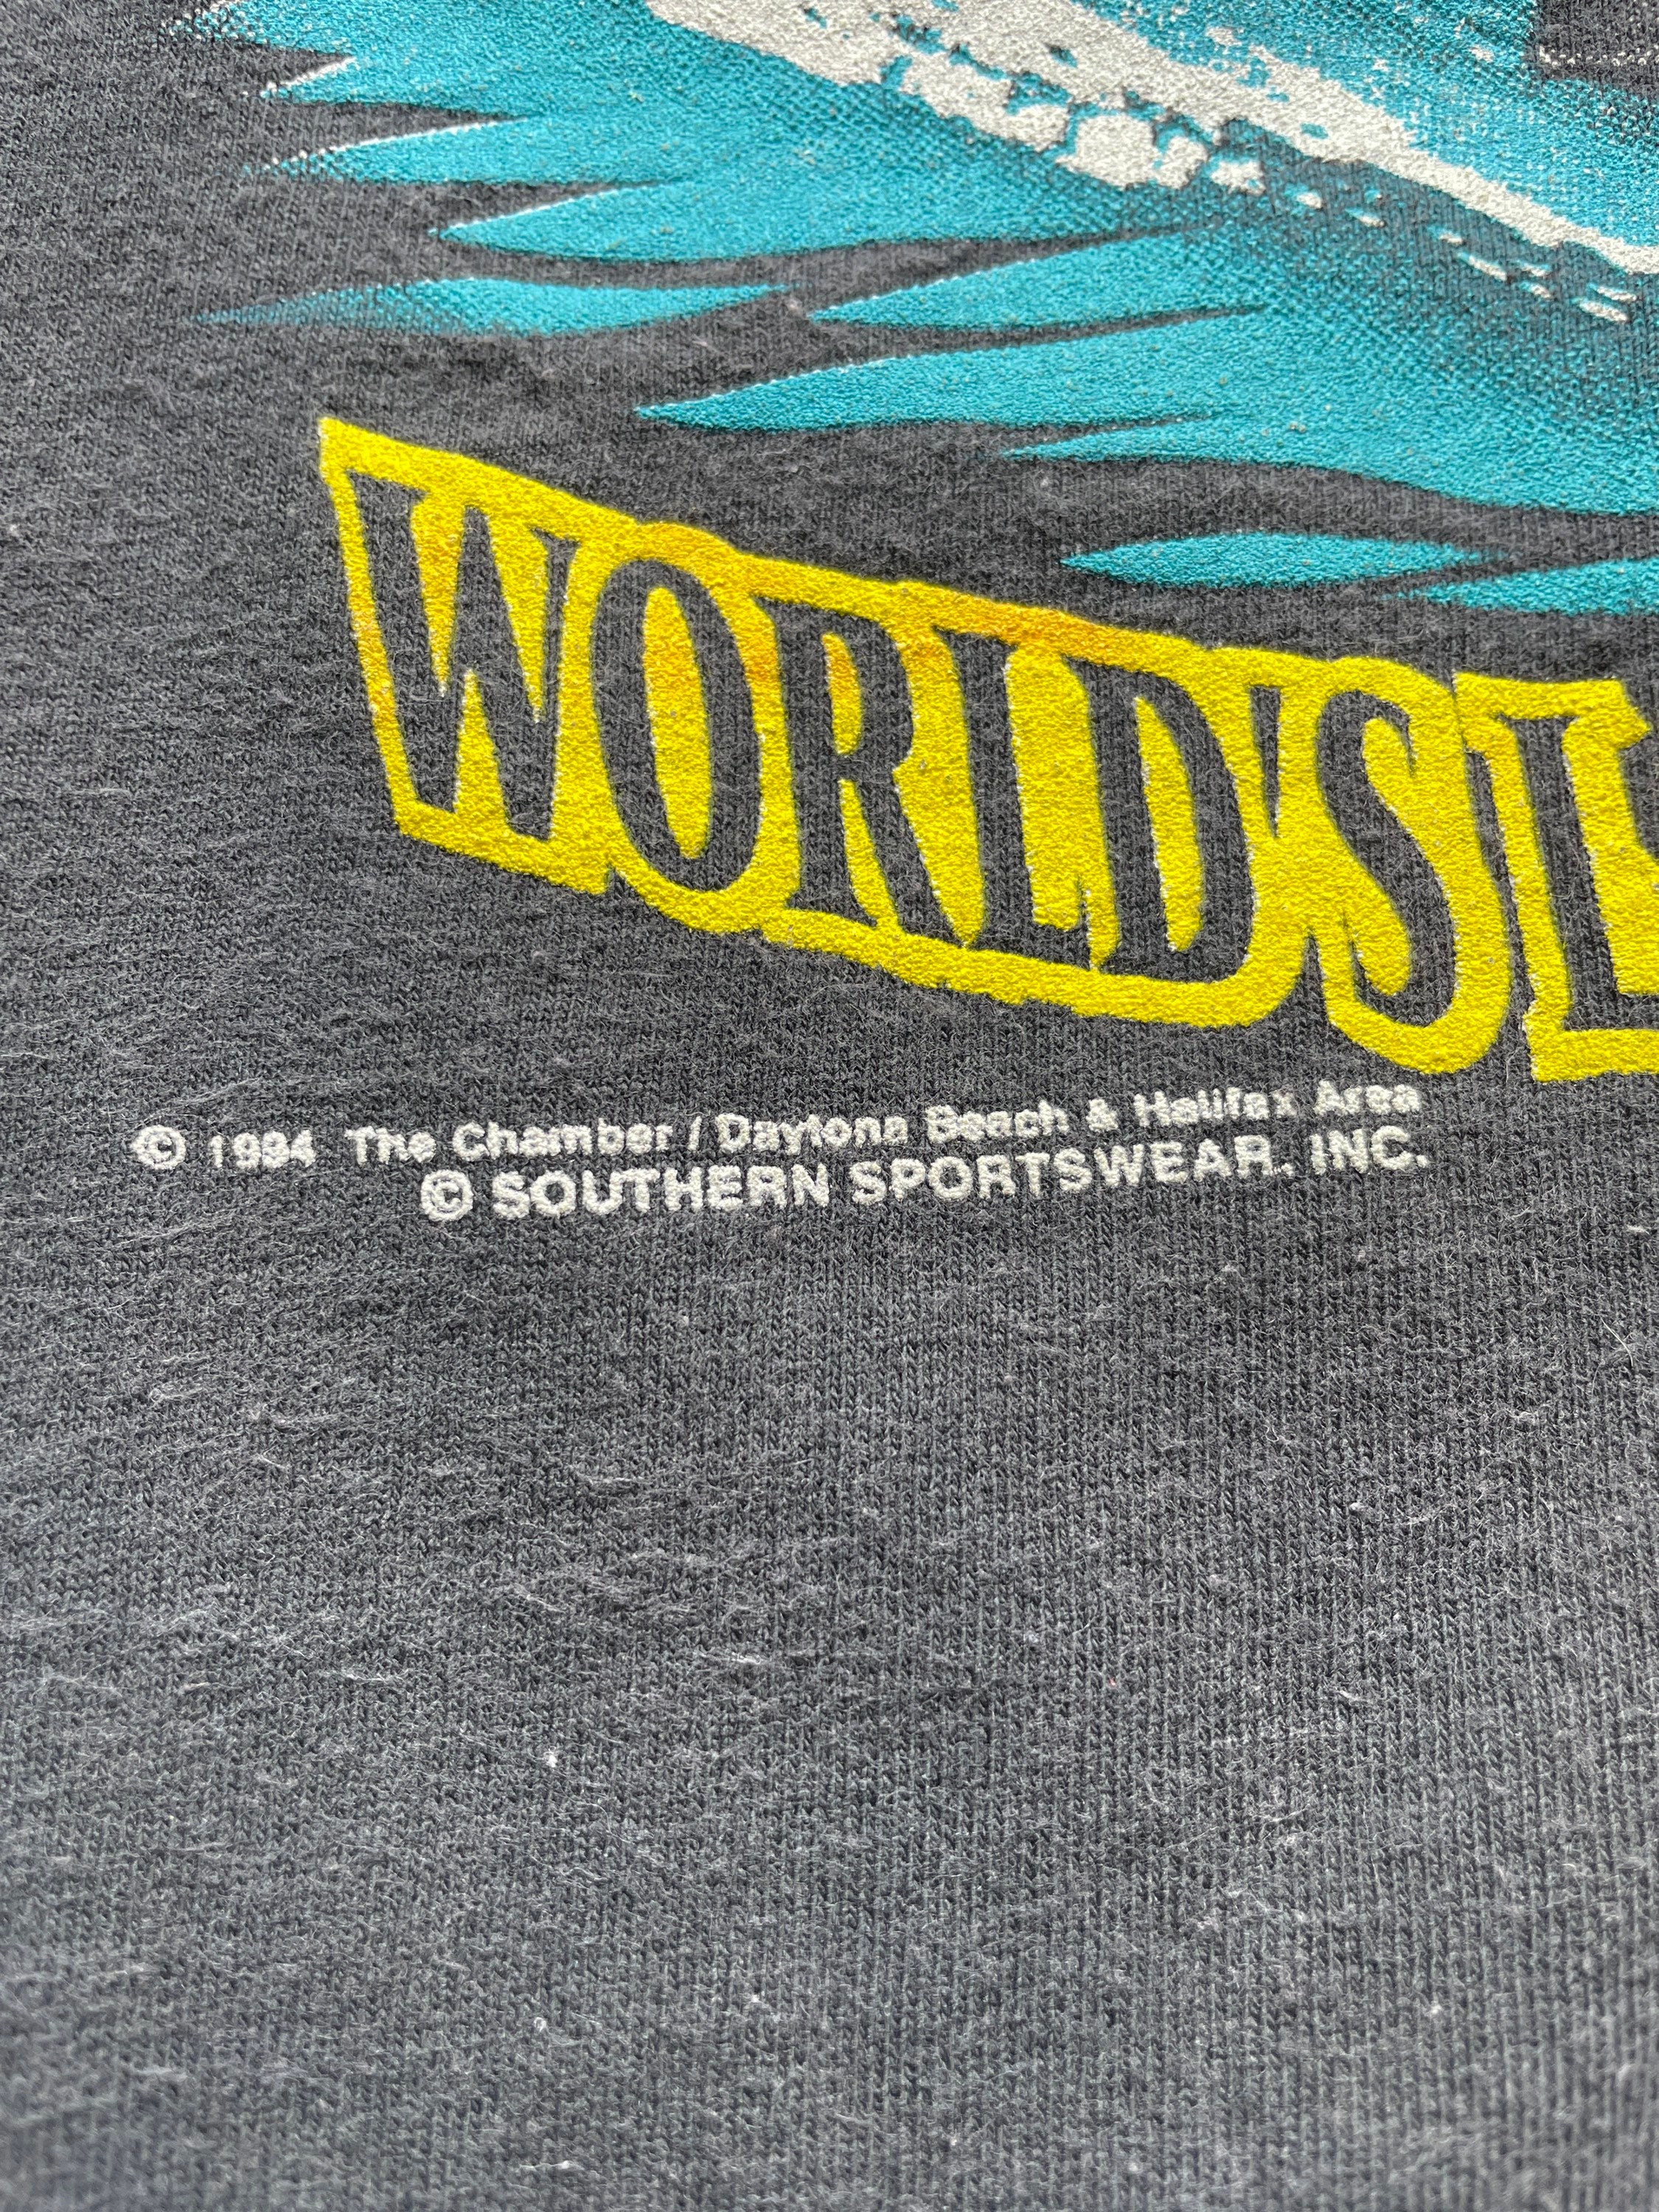 WORLD'S L
© 1994 The Chamber / Daytona Beach & Halifax Area
© SOUTHERN SPORTSWEAR, INC.